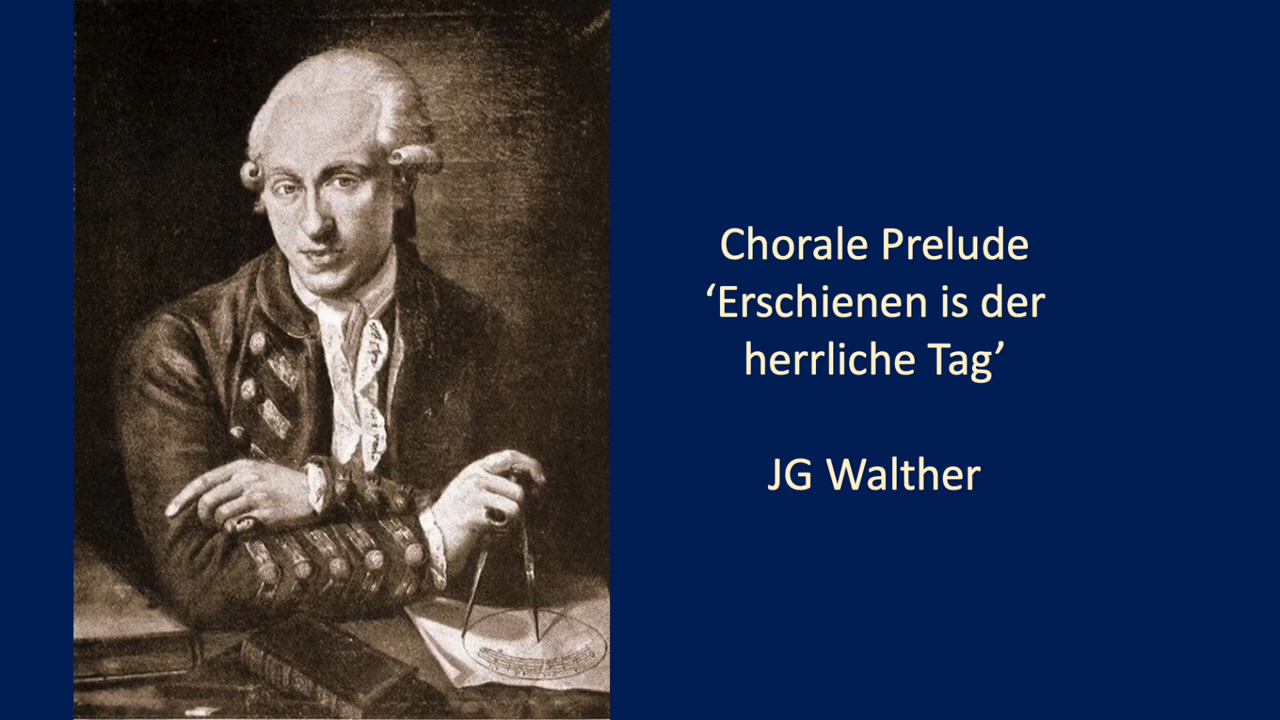 Chorale Prelude
‘Erschienen is der
herrliche Tag’
JG Walther